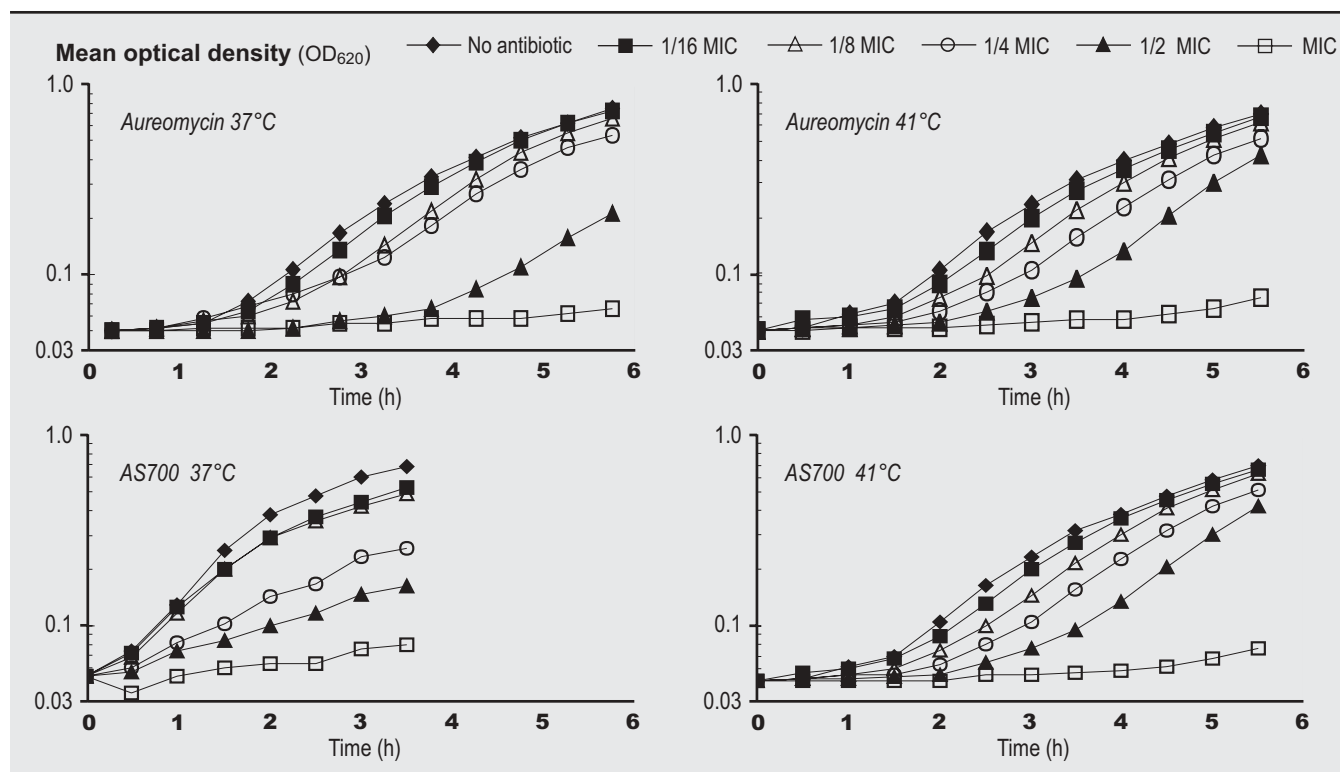 Mean optical density (OD620) No antibiotic 1/16 MIC 1/8 MIC 1/4 MIC 1/2 MIC MIC
1.0
0.1
0.03
Aureomycin 37°C
0 1 2 3 4 5 6
Time (h)
1.0
0.1
0.03
Aureomycin 41°C
0 1 2 3 4 5 6
Time (h)
1.0
0.1
0.03
AS700 37°C
0 1 2 3 4 5 6
Time (h)
1.0
0.1
0.03
AS700 41°C
0 1 2 3 4 5 6
Time (h)